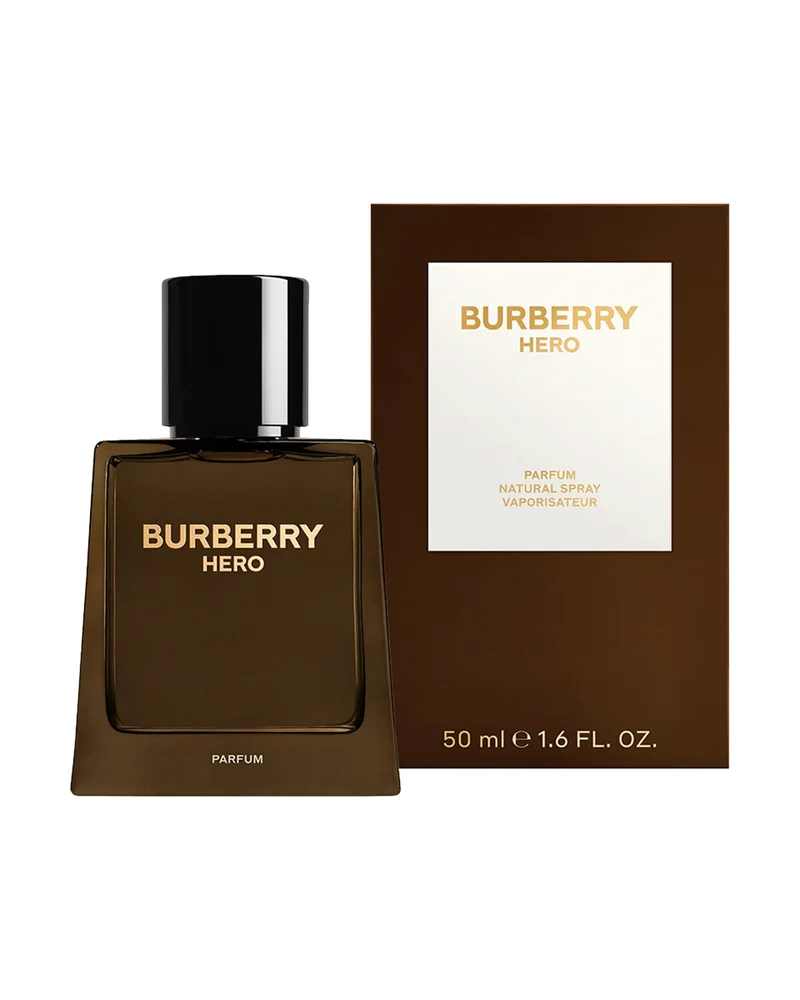 BURBERRY
HERO
PARFUM
BURBERRY
HERO
PARFUM
NATURAL SPRAY
VAPORISATEUR
50 ml ℮ 1.6 FL. OZ.